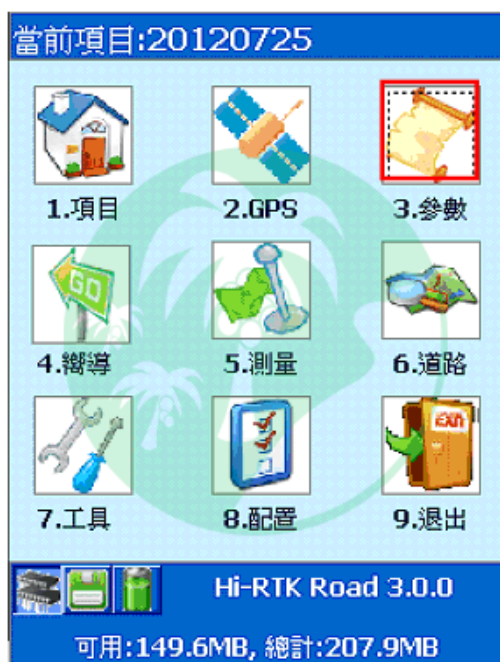 當前項目:20120725
1.項目
2.GPS
3.參數
GO
4.嚮導
5.測量
6.道路
EXIT
7.工具
8.配置
9.退出
Hi-RTK Road 3.0.0
可用:149.6MB, 總計:207.9MB